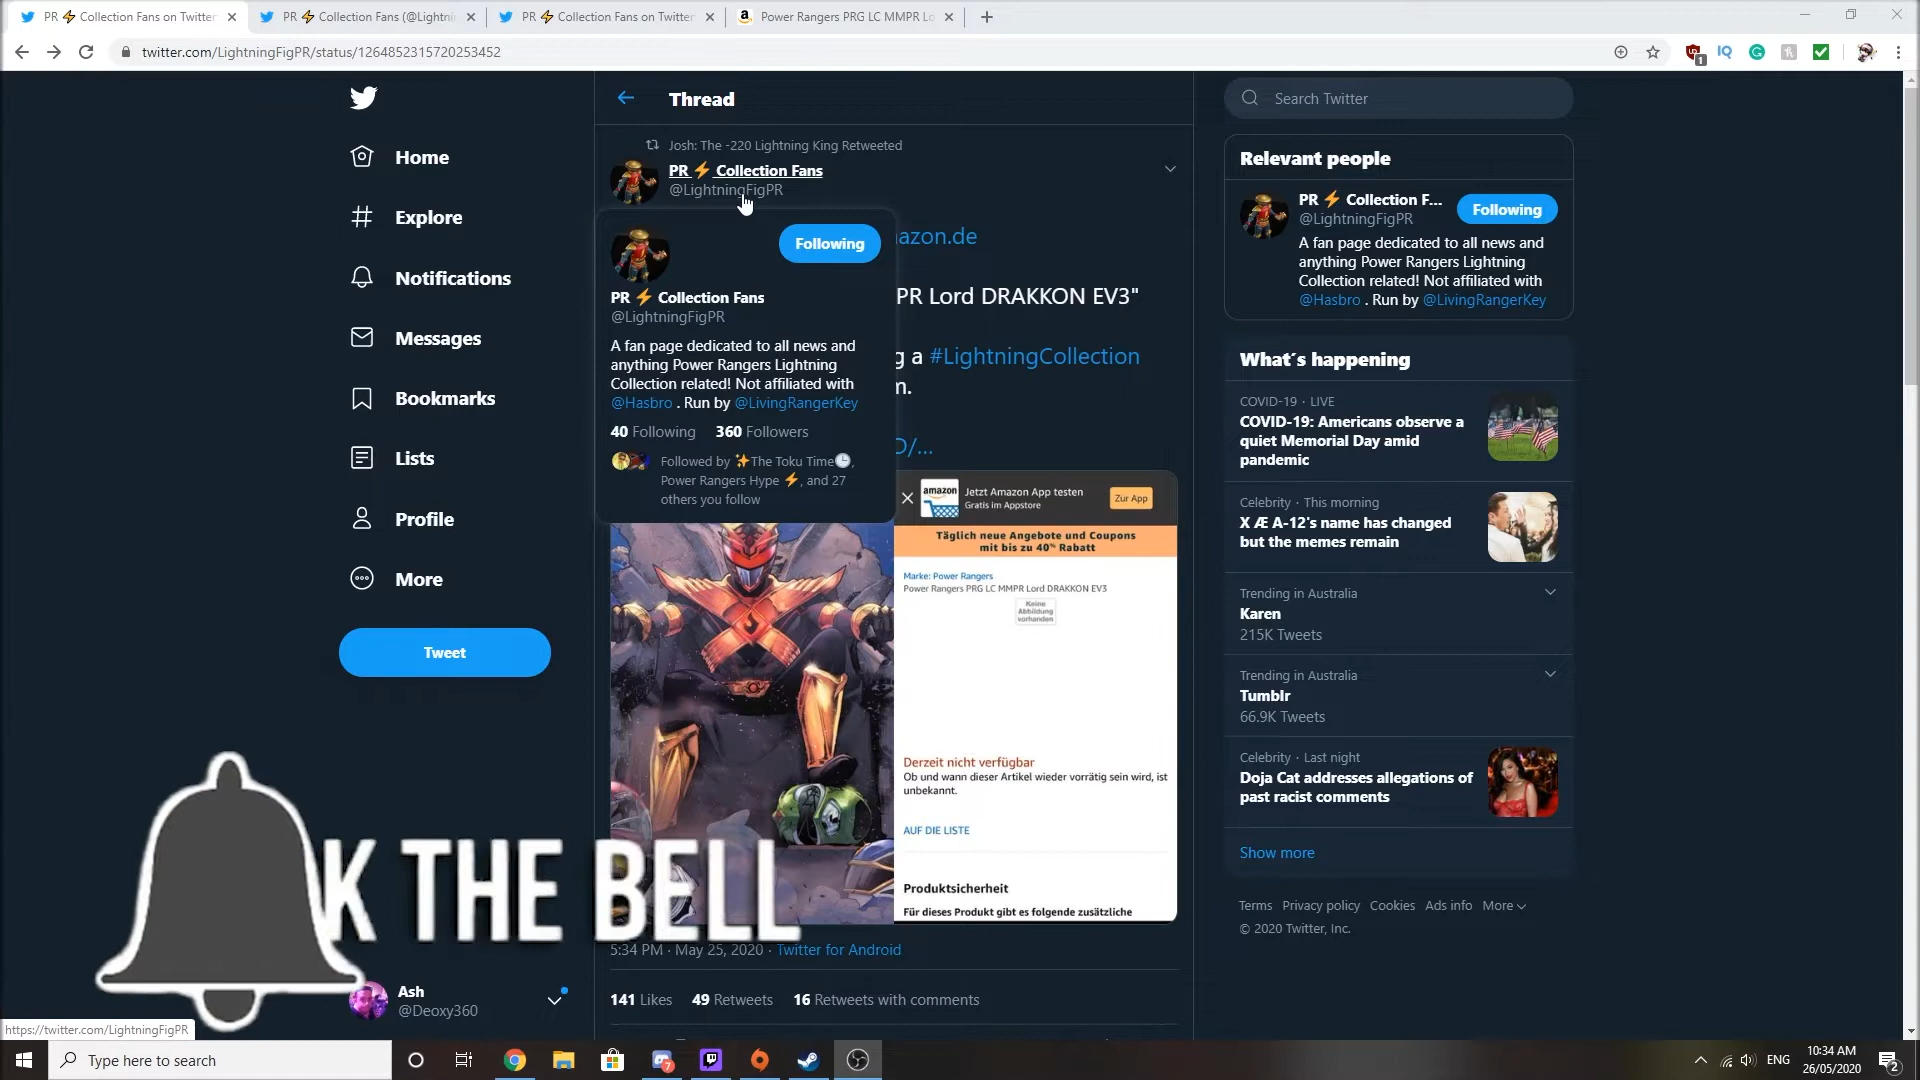 PR ⚡ Collection Fans on Twitter
PR ⚡ Collection Fans (@Lightni
PR ⚡ Collection Fans on Twitter
Power Rangers PRG LC MMPR Lo
twitter.com/LightningFigPR/status/1264852315720253452
Home
Explore
Notifications
Messages
Bookmarks
Lists
Profile
More
Tweet
Thread
Josh: The -220 Lightning King Retweeted
PR ⚡ Collection Fans
@LightningFigPR
Following
PR ⚡ Collection Fans
@LightningFigPR
A fan page dedicated to all news and
anything Power Rangers Lightning
Collection related! Not affiliated with
@Hasbro . Run by @LivingRangerKey
40 Following 360 Followers
Followed by ✨The Toku Time🕒,
Power Rangers Hype ⚡, and 27
others you follow
azon.de
PR Lord DRAKKON EV3"
g a #LightningCollection
m.
D/...
amazon
Jetzt Amazon App testen
Gratis im Appstore
Zur App
Täglich neue Angebote und Coupons
mit bis zu 40% Rabatt
Marke: Power Rangers
Power Rangers PRG LC MMPR Lord DRAKKON EV3
Keine
Abbildung
vorhanden
Derzeit nicht verfügbar
Ob und wann dieser Artikel wieder vorrätig sein wird, ist
unbekannt.
AUF DIE LISTE
Produktsicherheit
Für dieses Produkt gibt es folgende zusätzliche
5:34 PM · May 25, 2020 · Twitter for Android
141 Likes 49 Retweets 16 Retweets with comments
Search Twitter
Relevant people
PR ⚡ Collection F...
@LightningFigPR
Following
A fan page dedicated to all news and
anything Power Rangers Lightning
Collection related! Not affiliated with
@Hasbro . Run by @LivingRangerKey
What's happening
COVID-19 · LIVE
COVID-19: Americans observe a
quiet Memorial Day amid
pandemic
Celebrity · This morning
X Æ A-12's name has changed
but the memes remain
Trending in Australia
Karen
215K Tweets
Trending in Australia
Tumblr
66.9K Tweets
Celebrity · Last night
Doja Cat addresses allegations of
past racist comments
Show more
Terms Privacy policy Cookies Ads info More
© 2020 Twitter, Inc.
K THE BELL
Ash
@Deoxy360
https://twitter.com/LightningFigPR
Type here to search
7
ENG
10:34 AM
26/05/2020
2